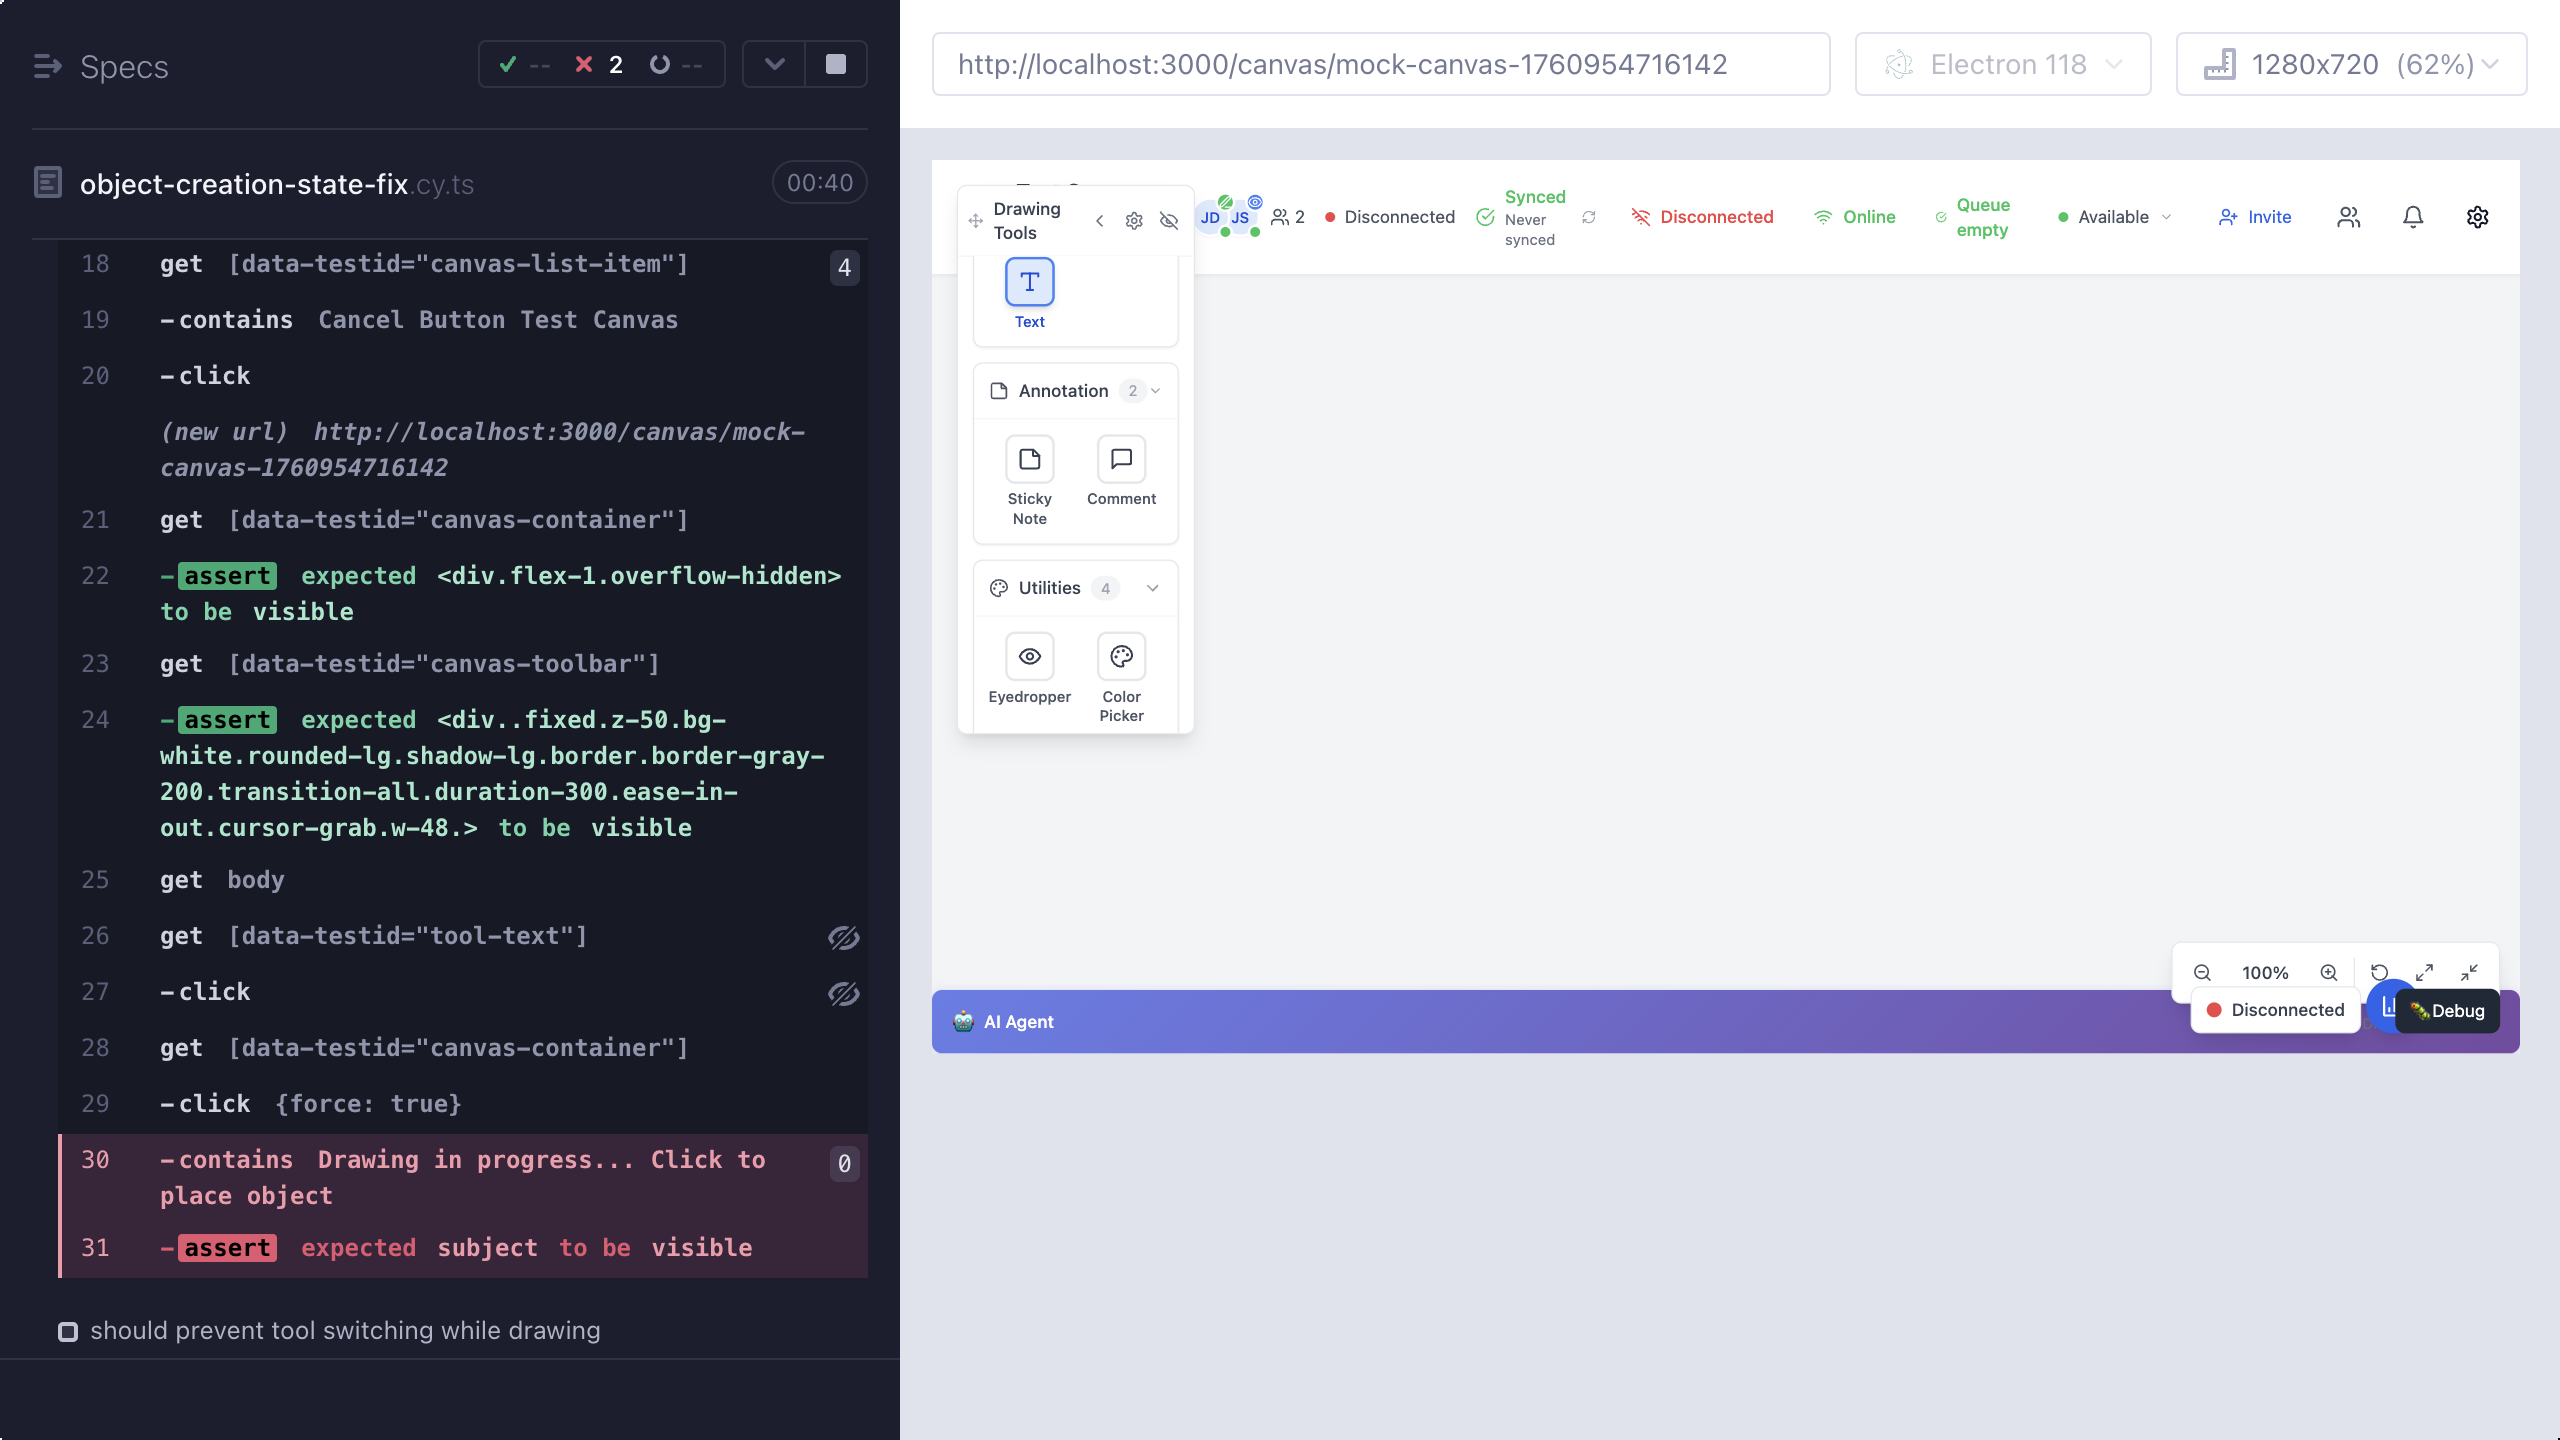 Specs
-- 2 --
object-creation-state-fix.cy.ts 00:40
18 get [data-testid="canvas-list-item"] 4
19 -contains Cancel Button Test Canvas
20 -click
(new url) http://localhost:3000/canvas/mock-
canvas-1760954716142
21 get [data-testid="canvas-container"]
22 -assert expected <div.flex-1.overflow-hidden>
to be visible
23 get [data-testid="canvas-toolbar"]
24 -assert expected <div..fixed.z-50.bg-
white.rounded-lg.shadow-lg.border.border-gray-
200.transition-all.duration-300.ease-in-
out.cursor-grab.w-48.> to be visible
25 get body
26 get [data-testid="tool-text"]
27 -click
28 get [data-testid="canvas-container"]
29 -click {force: true}
30 -contains Drawing in progress... Click to 0
place object
31 -assert expected subject to be visible
should prevent tool switching while drawing
http://localhost:3000/canvas/mock-canvas-1760954716142
Electron 118
1280x720 (62%)
Drawing
Tools
JD JS 2
Disconnected
Synced
Never
synced
Disconnected
Online
Queue
empty
Available
Invite
Text
Annotation 2
Sticky
Note
Comment
Utilities 4
Eyedropper
Color
Picker
100%
Disconnected
Debug
AI Agent